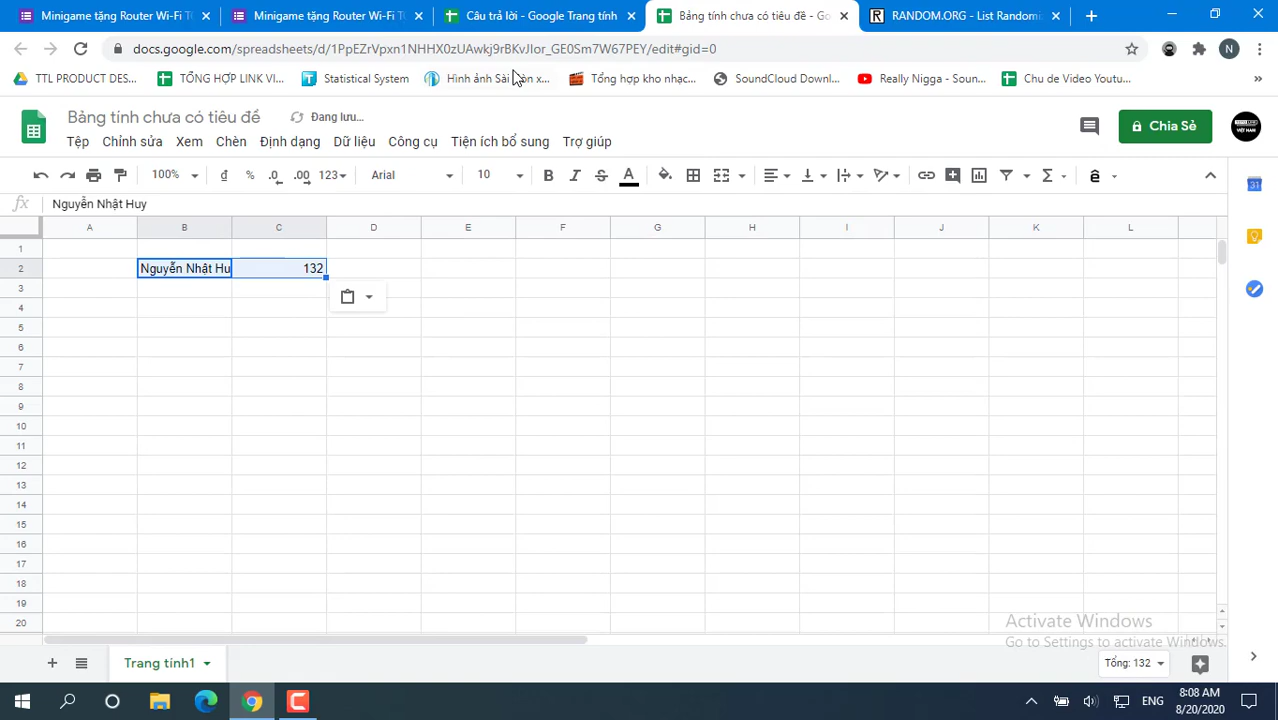 Minigame tặng Router Wi-Fi T
Minigame tặng Router Wi-Fi T
Câu trả lời - Google Trang tính
Bảng tính chưa có tiêu đề - Go
RANDOM.ORG - List Random
docs.google.com/spreadsheets/d/1PpEZrVpxn1NHHX0zUAwkj9rBKvJIor_GE0Sm7W67PEY/edit#gid=0
N
TTL PRODUCT DES...
TỔNG HỢP LINK VI...
Statistical System
Hình ảnh Sài Gòn x...
Tổng hợp kho nhạc...
SoundCloud Downl...
Really Nigga - Soun...
Chu de Video Youtu...
Bảng tính chưa có tiêu đề
Đang lưu...
Chia Sẻ
Tệp Chỉnh sửa Xem Chèn Định dạng Dữ liệu Công cụ Tiện ích bổ sung Trợ giúp
100% ₫ % .0 .00 123 Arial 10 B I S A Σ ê
31
fx Nguyễn Nhật Huy
A B C D E F G H I J K L
1
2 Nguyễn Nhật Hu 132
3
4
5
6
7
8
9
10
11
12
13
14
15
16
17
18
19
20
Activate Windows
Go to Settings to activate Windows.
Trang tính1
Tổng: 132
ENG
8:08 AM
8/20/2020